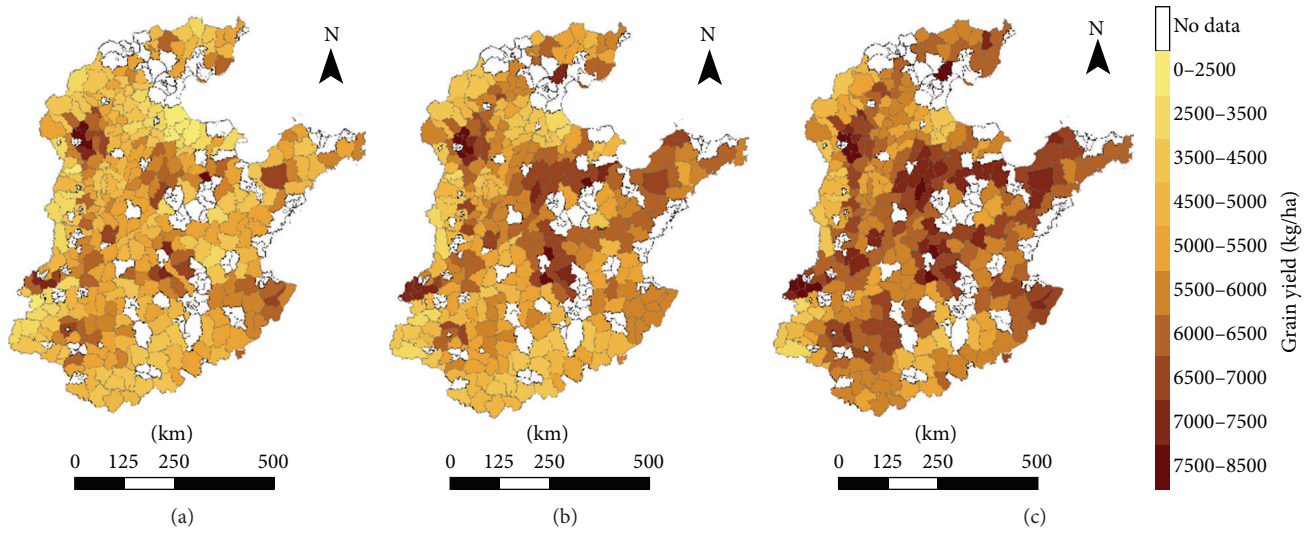 N
N
N
(km)
0 125 250 500
(a)
(km)
0 125 250 500
(b)
(km)
0 125 250 500
(c)
No data
0–2500
2500–3500
3500–4500
4500–5000
5000–5500
5500–6000
6000–6500
6500–7000
7000–7500
7500–8500
Grain yield (kg/ha)